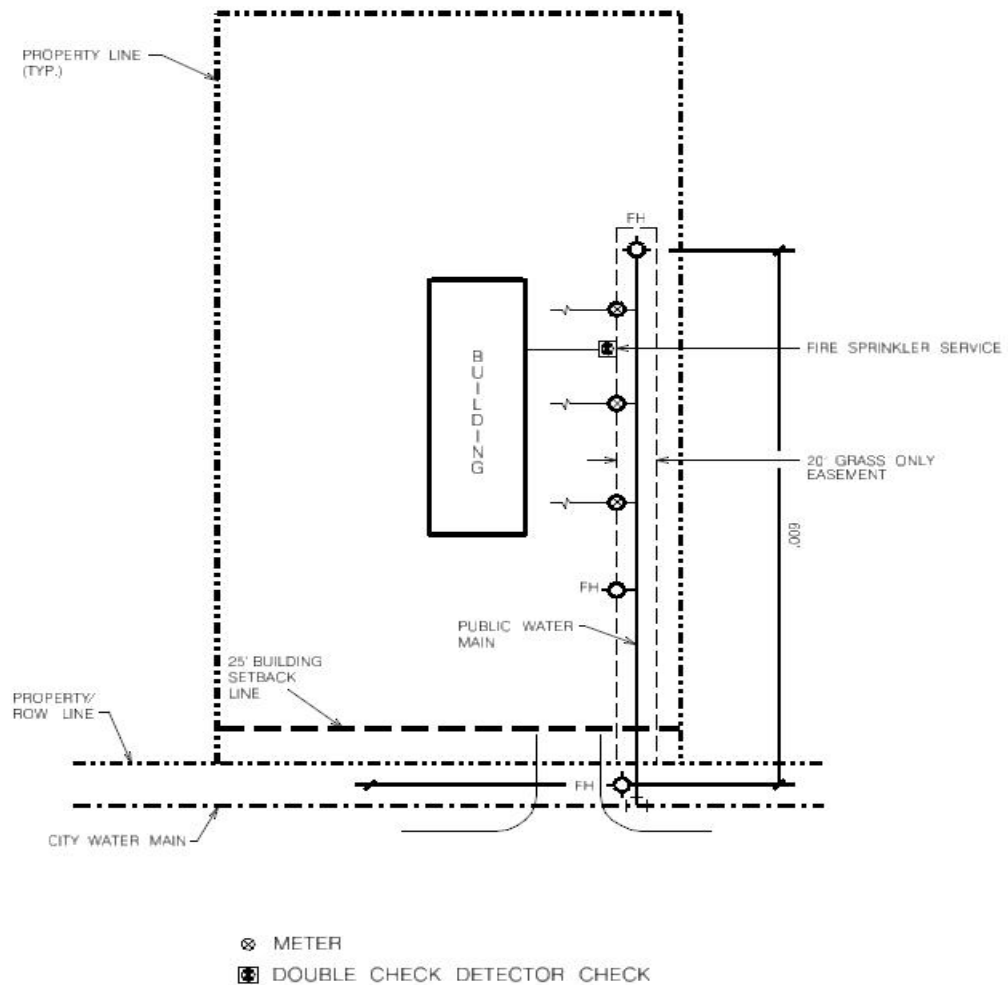 PROPERTY LINE
(TYP.)
FH
BUILDING
FIRE SPRINKLER SERVICE
20' GRASS ONLY
EASEMENT
600'
FH
PUBLIC WATER
MAIN
25' BUILDING
SETBACK
LINE
PROPERTY/
ROW LINE
FH
CITY WATER MAIN
METER
DOUBLE CHECK DETECTOR CHECK